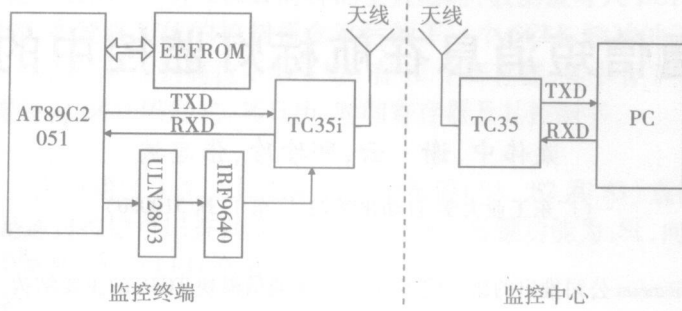 天线
天线
EEFROM
AT89C2
051
TXD
RXD
TC35i
TC35
TXD
RXD
PC
ULN2803
IRF9640
监控终端
监控中心